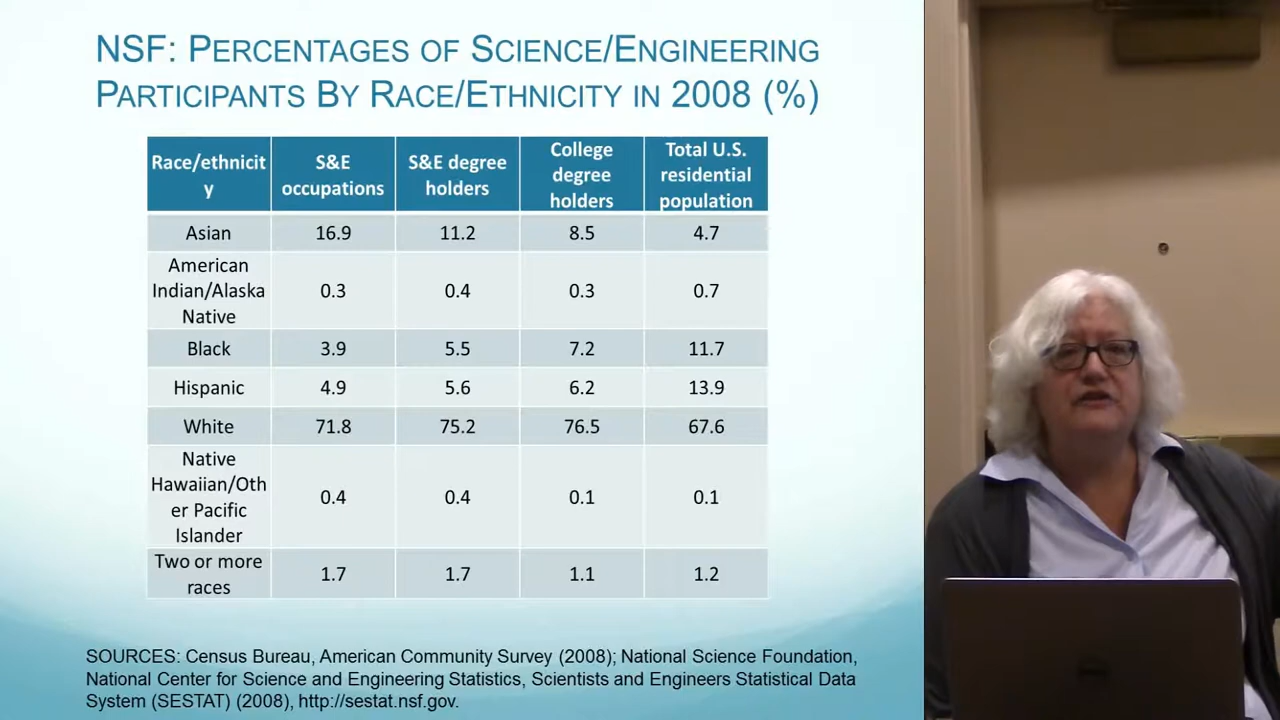 NSF: PERCENTAGES OF SCIENCE/ENGINEERING
PARTICIPANTS BY RACE/ETHNICITY IN 2008 (%)
Race/ethnicit
y
S&E
occupations
S&E degree
holders
College
degree
holders
Total U.S.
residential
population
Asian 16.9 11.2 8.5 4.7
American
Indian/Alaska
Native
0.3 0.4 0.3 0.7
Black 3.9 5.5 7.2 11.7
Hispanic 4.9 5.6 6.2 13.9
White 71.8 75.2 76.5 67.6
Native
Hawaiian/Oth
er Pacific
Islander
0.4 0.4 0.1 0.1
Two or more
races
1.7 1.7 1.1 1.2
SOURCES: Census Bureau, American Community Survey (2008); National Science Foundation,
National Center for Science and Engineering Statistics, Scientists and Engineers Statistical Data
System (SESTAT) (2008), http://sestat.nsf.gov.